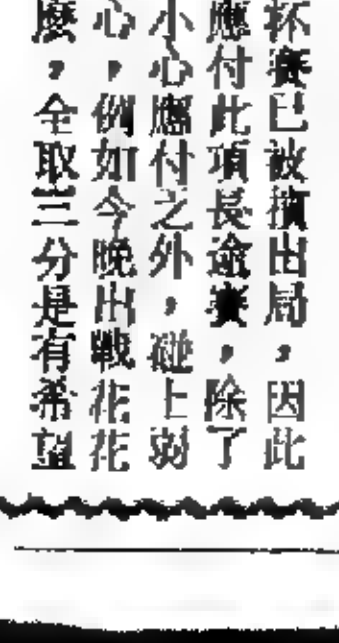 杯賽已被擯出局，因此
應付此項長途賽，除了
小心應付之外，碰上弱
心，例如今晚出戰花花
麼，全取三分是有希望